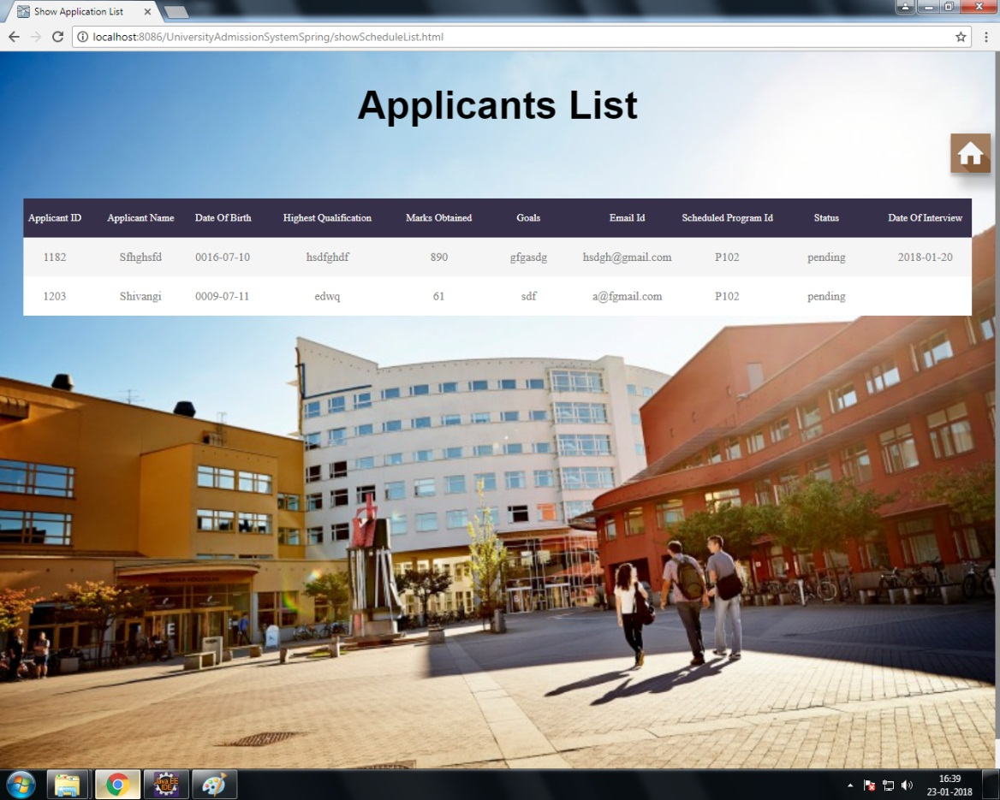 Show Application List
localhost:8086/UniversityAdmissionSystemSpring/showScheduleList.html
Applicants List
Applicant ID Applicant Name Date Of Birth Highest Qualification Marks Obtained Goals Email Id Scheduled Program Id Status Date Of Interview
1182 Sfhghsfd 0016-07-10 hsdfghdf 890 gfgasdg hsdgh@gmail.com P102 pending 2018-01-20
1203 Shivangi 0009-07-11 edwq 61 sdf a@fgmail.com P102 pending
TEKNISKA HÖGSKOLAN
E
Java EE
IDE
16:39
23-01-2018